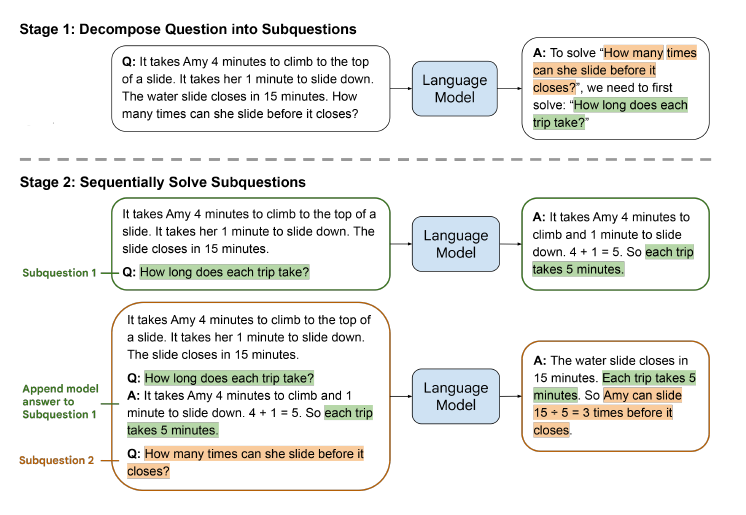 Stage 1: Decompose Question into Subquestions
Q: It takes Amy 4 minutes to climb to the top
of a slide. It takes her 1 minute to slide down.
The water slide closes in 15 minutes. How
many times can she slide before it closes?
Language
Model
A: To solve “How many times
can she slide before it
closes?”, we need to first
solve: “How long does each
trip take?”
Stage 2: Sequentially Solve Subquestions
It takes Amy 4 minutes to climb to the top of a
slide. It takes her 1 minute to slide down. The
slide closes in 15 minutes.
Subquestion 1
Q: How long does each trip take?
Language
Model
A: It takes Amy 4 minutes to
climb and 1 minute to slide
down. 4 + 1 = 5. So each trip
takes 5 minutes.
It takes Amy 4 minutes to climb to the top of
a slide. It takes her 1 minute to slide down.
The slide closes in 15 minutes.
Q: How long does each trip take?
Append model
answer to
Subquestion 1
A: It takes Amy 4 minutes to climb and 1
minute to slide down. 4 + 1 = 5. So each trip
takes 5 minutes.
Subquestion 2
Q: How many times can she slide before it
closes?
Language
Model
A: The water slide closes in
15 minutes. Each trip takes 5
minutes. So Amy can slide
15 ÷ 5 = 3 times before it
closes.